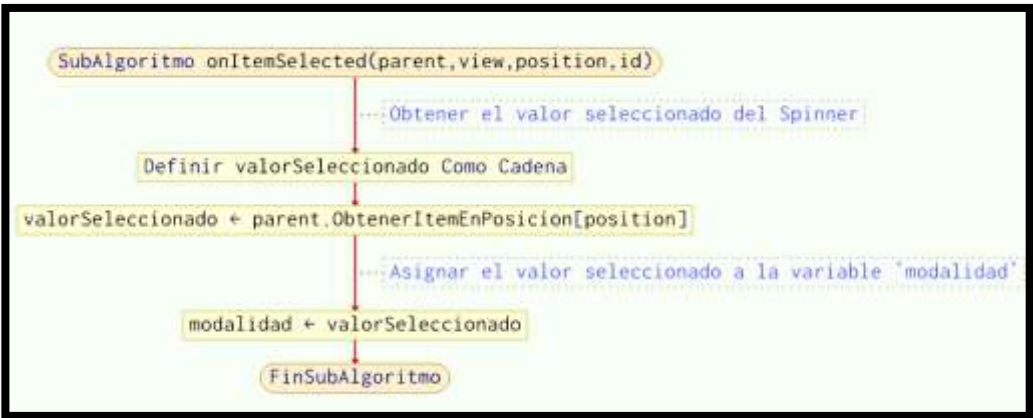 SubAlgoritmo onItemSelected(parent,view,position,id)
Obtener el valor seleccionado del Spinner
Definir valorSeleccionado Como Cadena
valorSeleccionado ← parent.ObtenerItemEnPosicion[position]
Asignar el valor seleccionado a la variable `modalidad`
modalidad ← valorSeleccionado
FinSubAlgoritmo